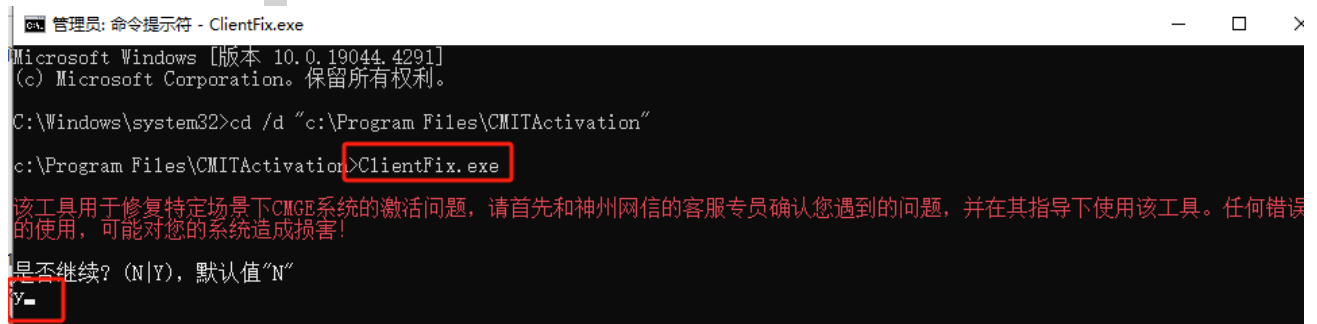 管理员: 命令提示符 - ClientFix.exe
Microsoft Windows [版本 10.0.19044.4291]
(c) Microsoft Corporation。保留所有权利。
C:\Windows\system32>cd /d "c:\Program Files\CMITActivation"
c:\Program Files\CMITActivation>ClientFix.exe
该工具用于修复特定场景下CMGE系统的激活问题，请首先和神州网信的客服专员确认您遇到的问题，并在其指导下使用该工具。任何错误
的使用，可能对您的系统造成损害!
是否继续? (N|Y), 默认值"N"
y